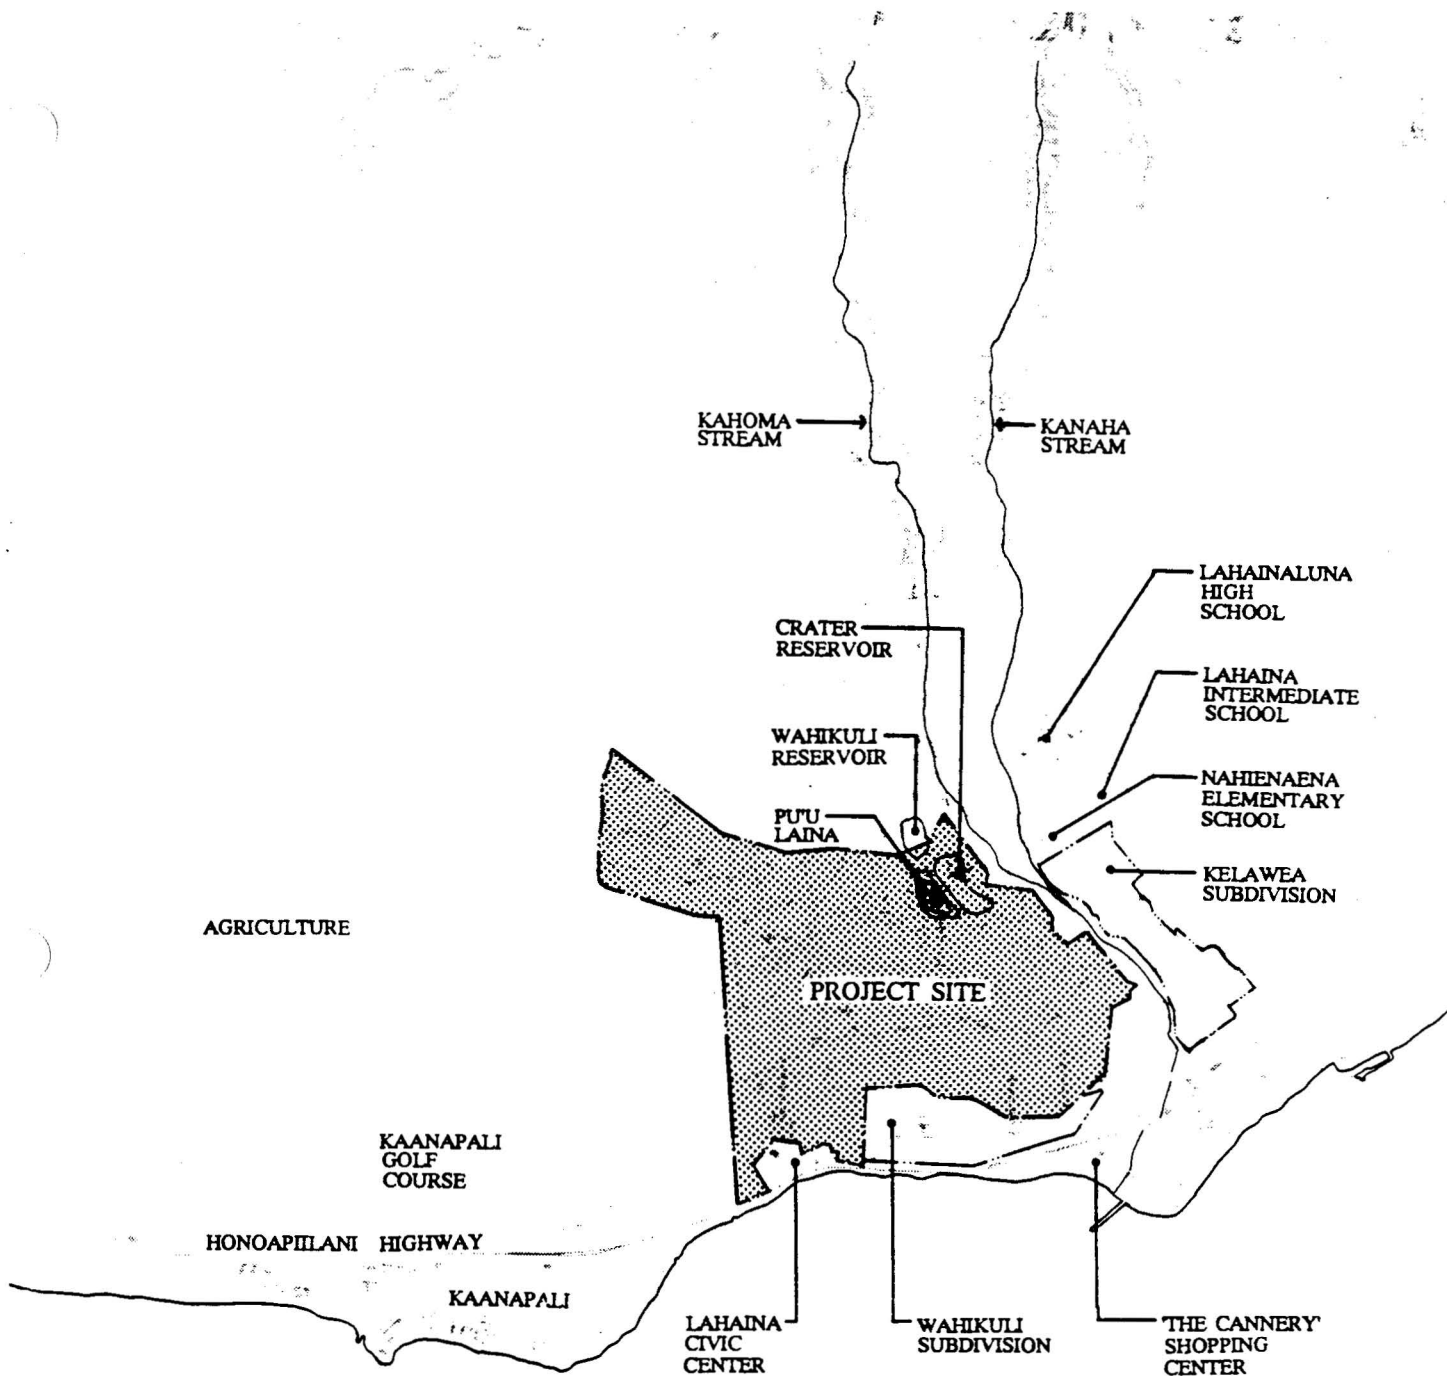 KAHOMA
STREAM
KANAHA
STREAM
LAHAINALUNA
HIGH
SCHOOL
CRATER
RESERVOIR
LAHAINA
INTERMEDIATE
SCHOOL
WAHIKULI
RESERVOIR
NAHIENAENA
ELEMENTARY
SCHOOL
PU'U
LAINA
KELAWEA
SUBDIVISION
AGRICULTURE
PROJECT SITE
KAANAPALI
GOLF
COURSE
HONOAPIILANI HIGHWAY
KAANAPALI
LAHAINA
CIVIC
CENTER
WAHIKULI
SUBDIVISION
'THE CANNERY'
SHOPPING
CENTER